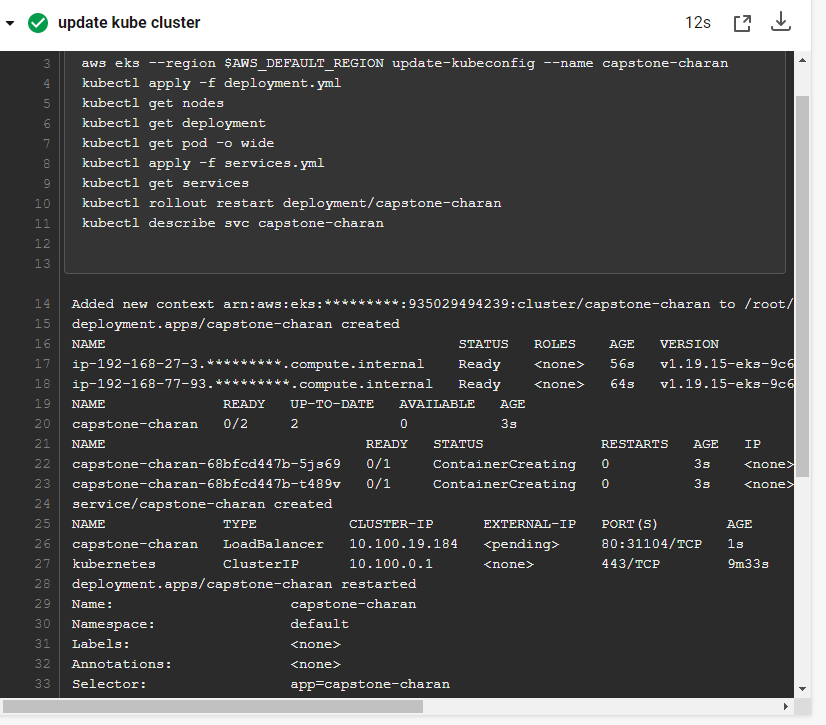 update kube cluster 12s
3 aws eks --region $AWS_DEFAULT_REGION update-kubeconfig --name capstone-charan
4 kubectl apply -f deployment.yml
5 kubectl get nodes
6 kubectl get deployment
7 kubectl get pod -o wide
8 kubectl apply -f services.yml
9 kubectl get services
10 kubectl rollout restart deployment/capstone-charan
11 kubectl describe svc capstone-charan
12
13
14 Added new context arn:aws:eks:*********:935029494239:cluster/capstone-charan to /root/
15 deployment.apps/capstone-charan created
16 NAME STATUS ROLES AGE VERSION
17 ip-192-168-27-3.*********.compute.internal Ready <none> 56s v1.19.15-eks-9c6
18 ip-192-168-77-93.*********.compute.internal Ready <none> 64s v1.19.15-eks-9c6
19 NAME READY UP-TO-DATE AVAILABLE AGE
20 capstone-charan 0/2 2 0 3s
21 NAME READY STATUS RESTARTS AGE IP
22 capstone-charan-68bfcd447b-5js69 0/1 ContainerCreating 0 3s <none>
23 capstone-charan-68bfcd447b-t489v 0/1 ContainerCreating 0 3s <none>
24 service/capstone-charan created
25 NAME TYPE CLUSTER-IP EXTERNAL-IP PORT(S) AGE
26 capstone-charan LoadBalancer 10.100.19.184 <pending> 80:31104/TCP 1s
27 kubernetes ClusterIP 10.100.0.1 <none> 443/TCP 9m33s
28 deployment.apps/capstone-charan restarted
29 Name: capstone-charan
30 Namespace: default
31 Labels: <none>
32 Annotations: <none>
33 Selector: app=capstone-charan